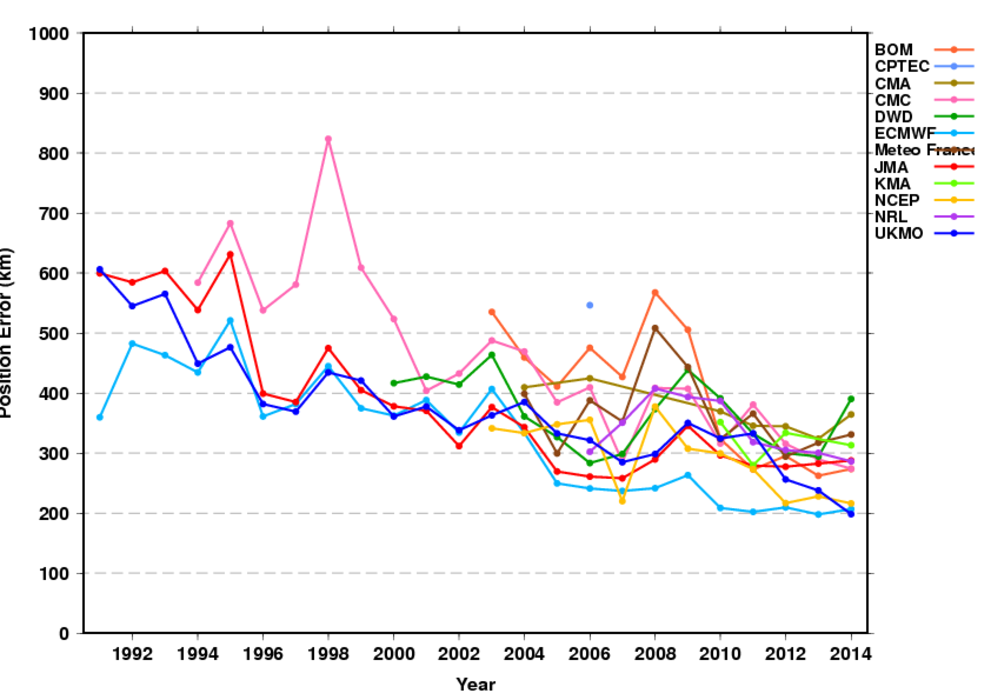 1000
900
800
700
600
500
400
300
200
100
0
Position Error (km)
1992 1994 1996 1998 2000 2002 2004 2006 2008 2010 2012 2014
Year
BOM
CPTEC
CMA
CMC
DWD
ECMWF
Meteo France
JMA
KMA
NCEP
NRL
UKMO